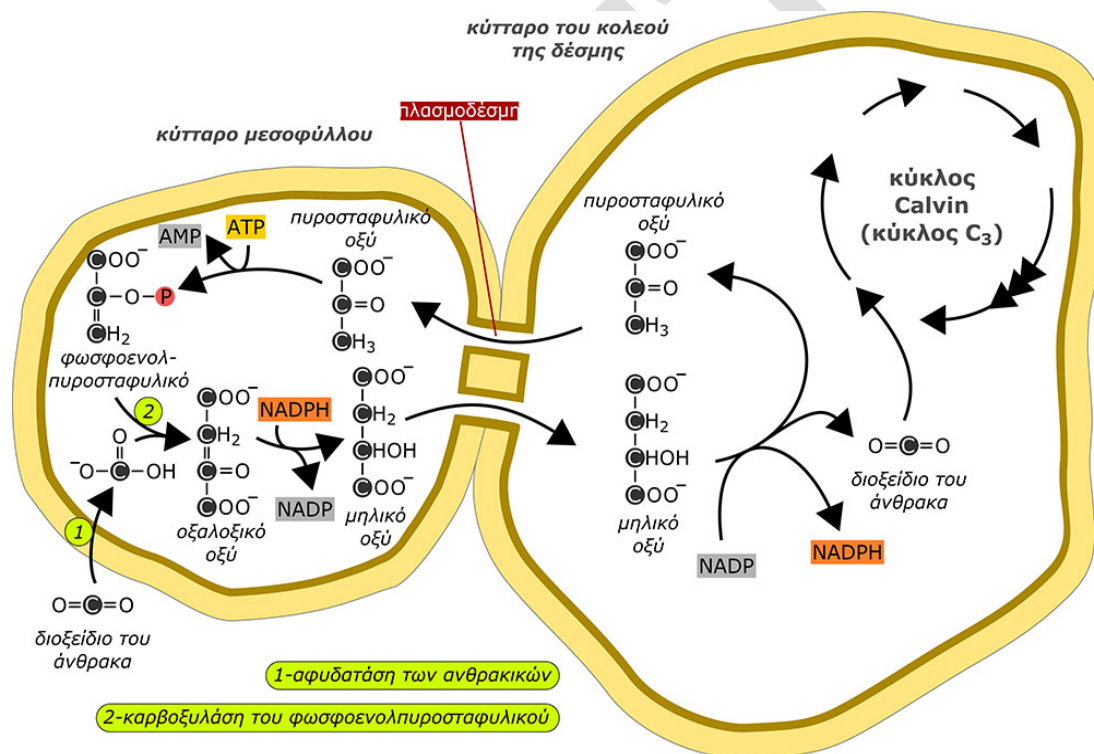 κύτταρο του κολεού
της δέσμης
πλασμοδέσμη
κύτταρο μεσοφύλλου
κύκλος
Calvin
(κύκλος C₃)
πυροσταφυλικό
οξύ
AMP
ATP
COO⁻
C-O-P
CH₂
φωσφοενολ-
πυροσταφυλικό
COO⁻
C=O
CH₃
πυροσταφυλικό
οξύ
COO⁻
C=O
CH₃
2
O
⁻O-C-OH
COO⁻
CH₂
C=O
COO⁻
οξαλοξικό
οξύ
NADPH
NADP
COO⁻
CH₂
CHOH
COO⁻
μηλικό
οξύ
COO⁻
CH₂
CHOH
COO⁻
μηλικό
οξύ
NADP
NADPH
O=C=O
διοξείδιο του
άνθρακα
1
O=C=O
διοξείδιο του
άνθρακα
1-αφυδατάση των ανθρακικών
2-καρβοξυλάση του φωσφοενολπυροσταφυλικού